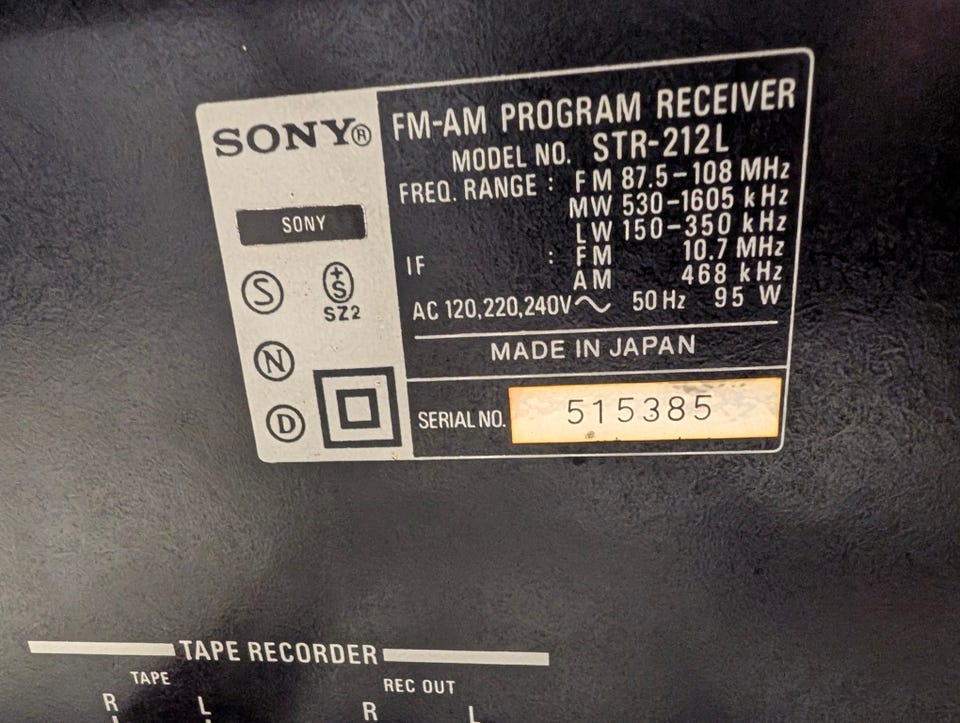 SONY®
SONY
S
+S
SZ2
N
D
FM-AM PROGRAM RECEIVER
MODEL NO. STR-212L
FREQ. RANGE : FM 87.5-108 MHz
MW 530-1605 kHz
LW 150-350 kHz
IF : FM 10.7 MHz
AM 468 kHz
AC 120,220,240V~ 50 Hz 95 W
MADE IN JAPAN
SERIAL NO. 515385
TAPE RECORDER
TAPE REC OUT
R L R L